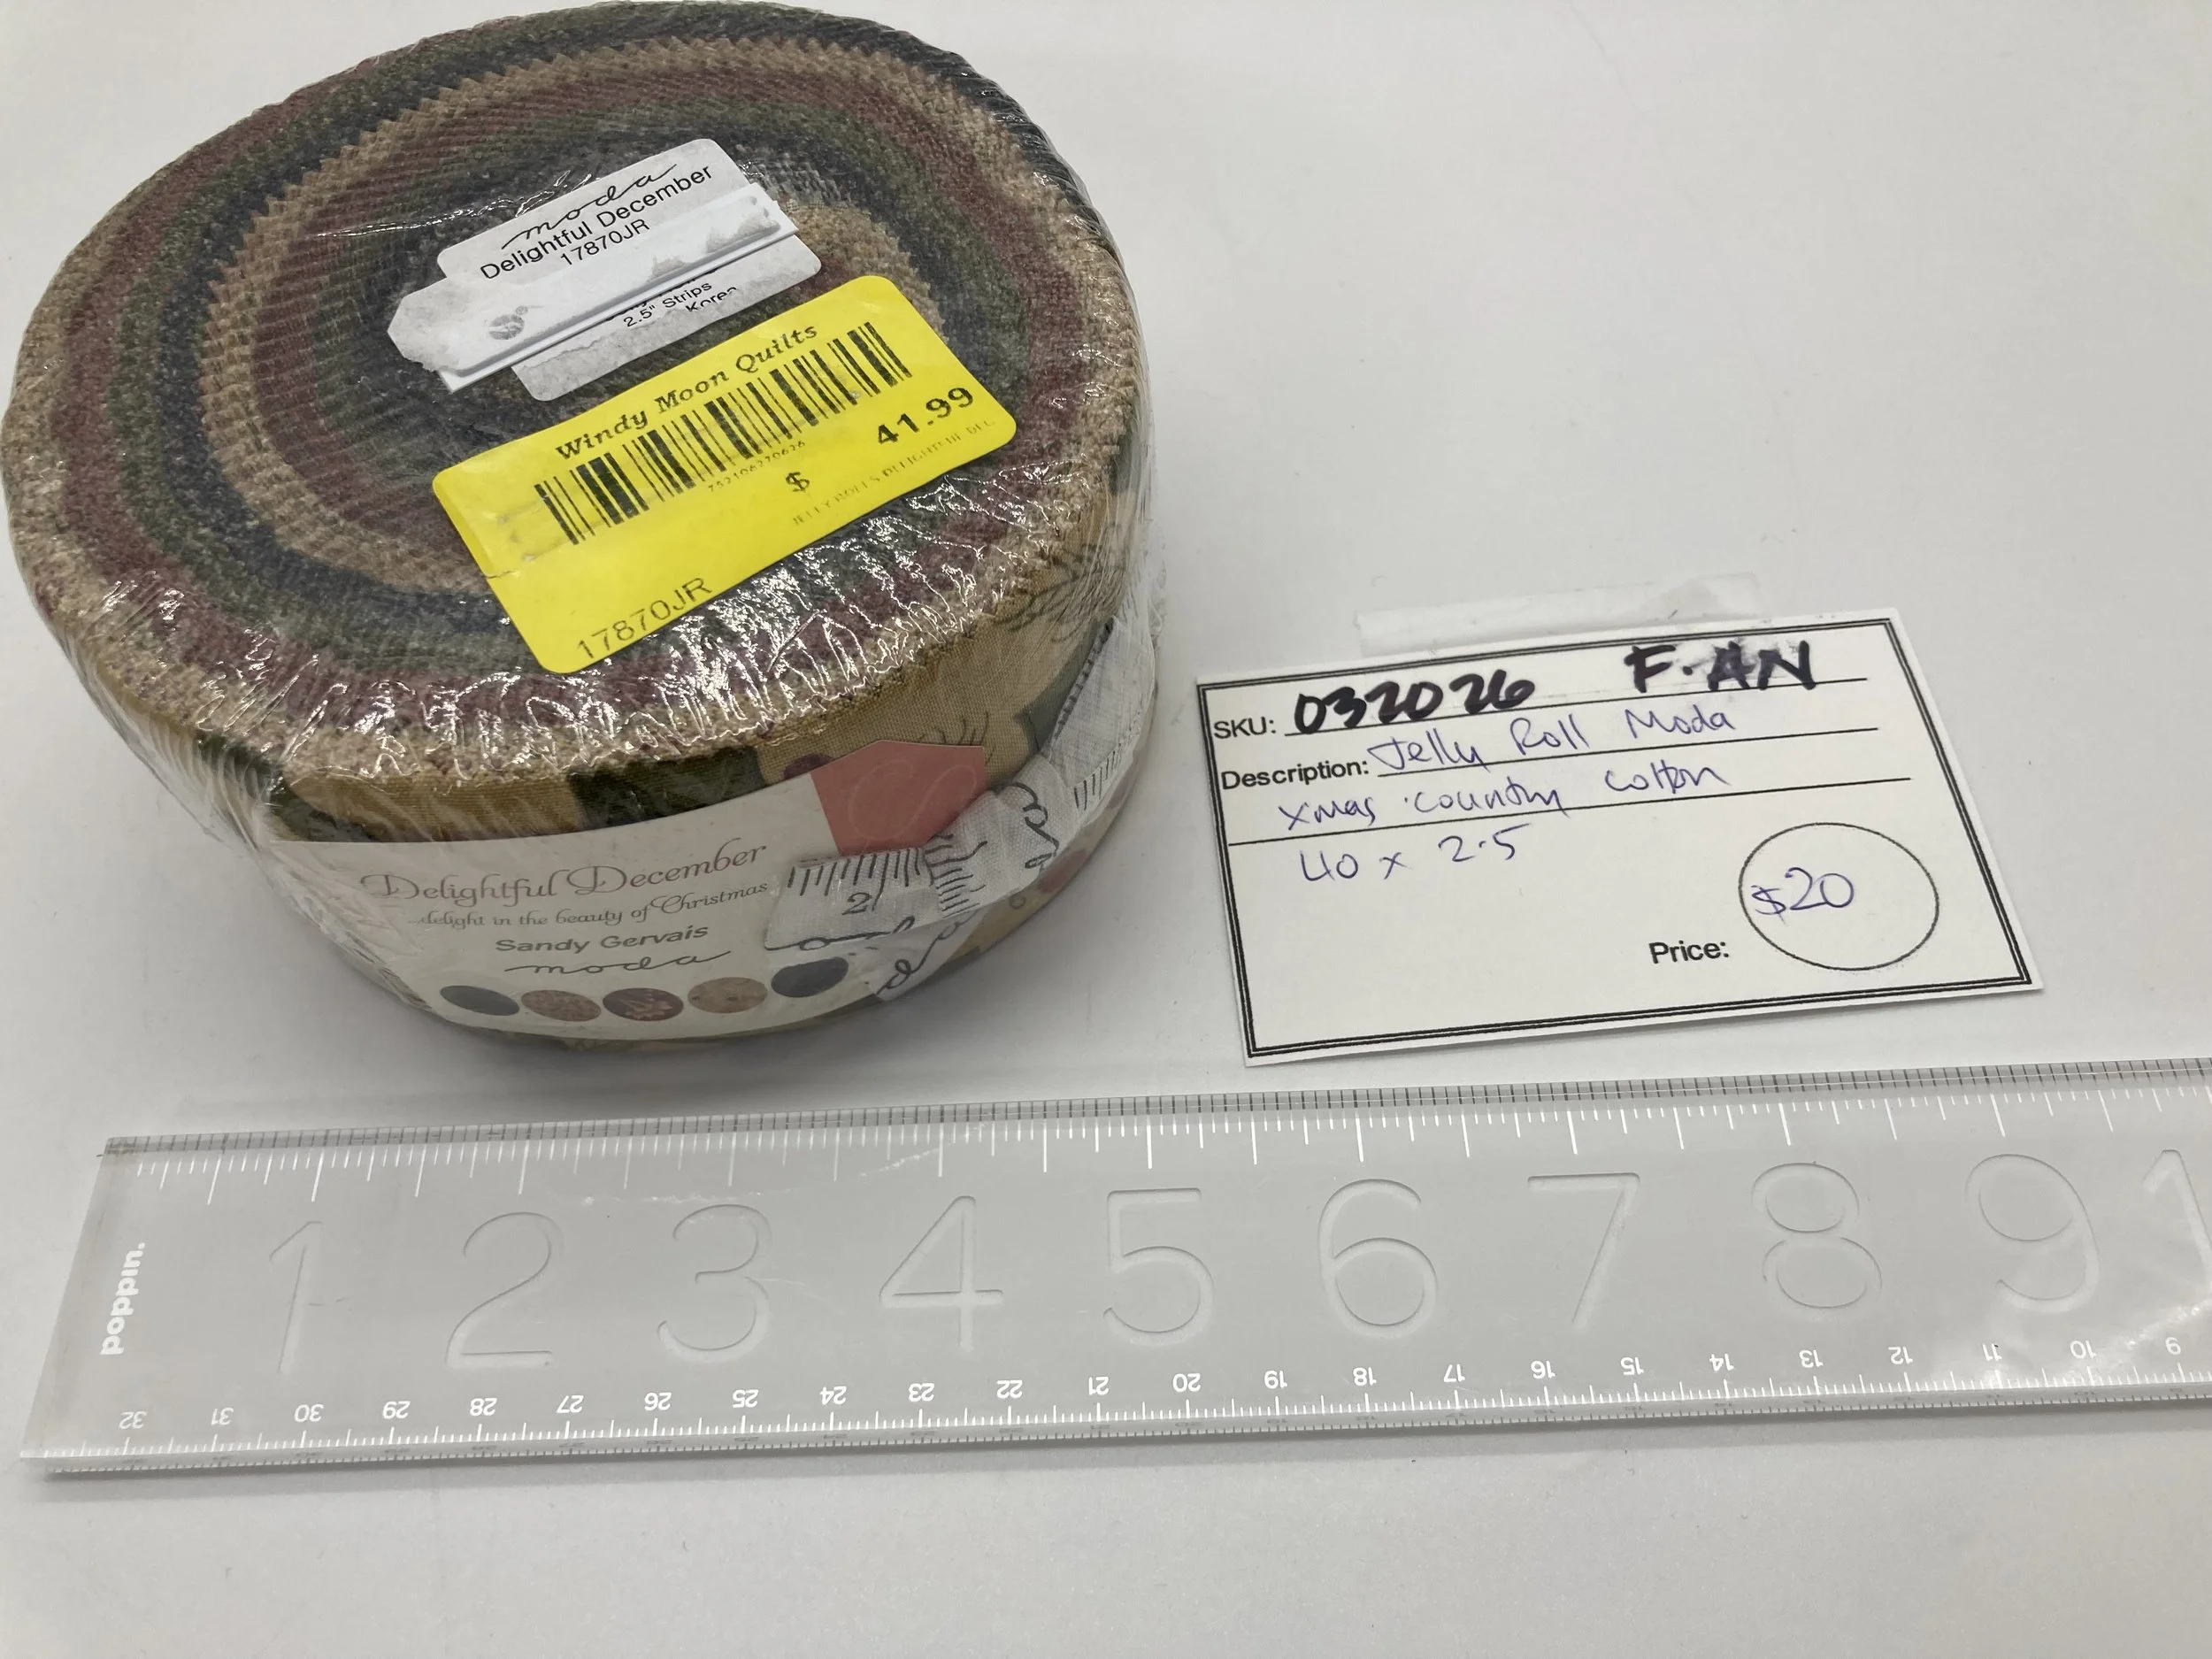 moda
Delightful December
17870JR
2.5" Strips
Korea
Windy Moon Quilts
$ 41.99
17870JR
Delightful December
...delight in the beauty of Christmas
Sandy Gervais
moda
2
SKU: 032026 F.AN
Description: Jelly Roll Moda
xmas country cotton
40 x 2.5
$20
Price:
1 2 3 4 5 6 7 8 9 1
poppin.
32 31 30 29 28 27 26 25 24 23 22 21 20 19 18 17 16 15 14 13 12 11 10 9